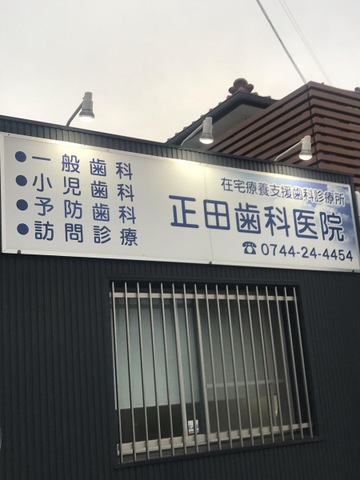 ●一般歯科
●小児歯科
●予防歯科
●訪問診療
在宅療養支援歯科診療所
正田歯科医院
☎0744-24-4454